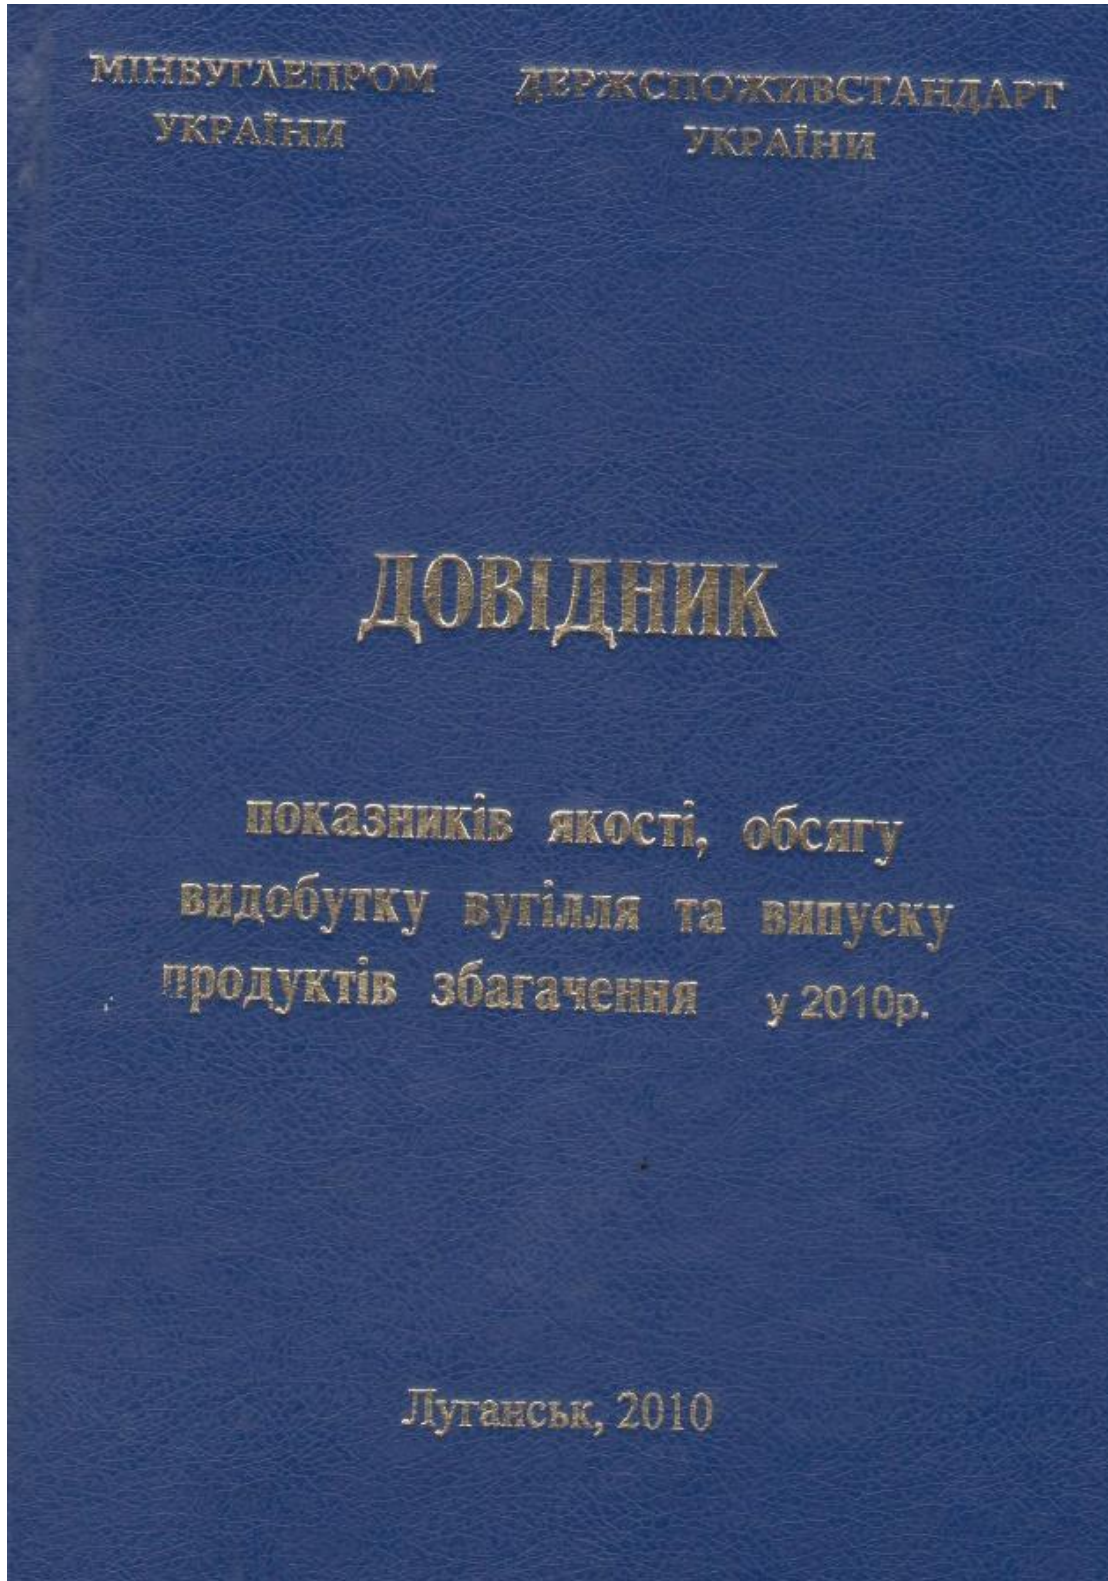 МІНВУГЛЕПРОМ
УКРАЇНИ
ДЕРЖСПОЖИВСТАНДАРТ
УКРАЇНИ
ДОВІДНИК
показників якості, обсягу
видобутку вугілля та випуску
продуктів збагачення у 2010р.
Луганськ, 2010